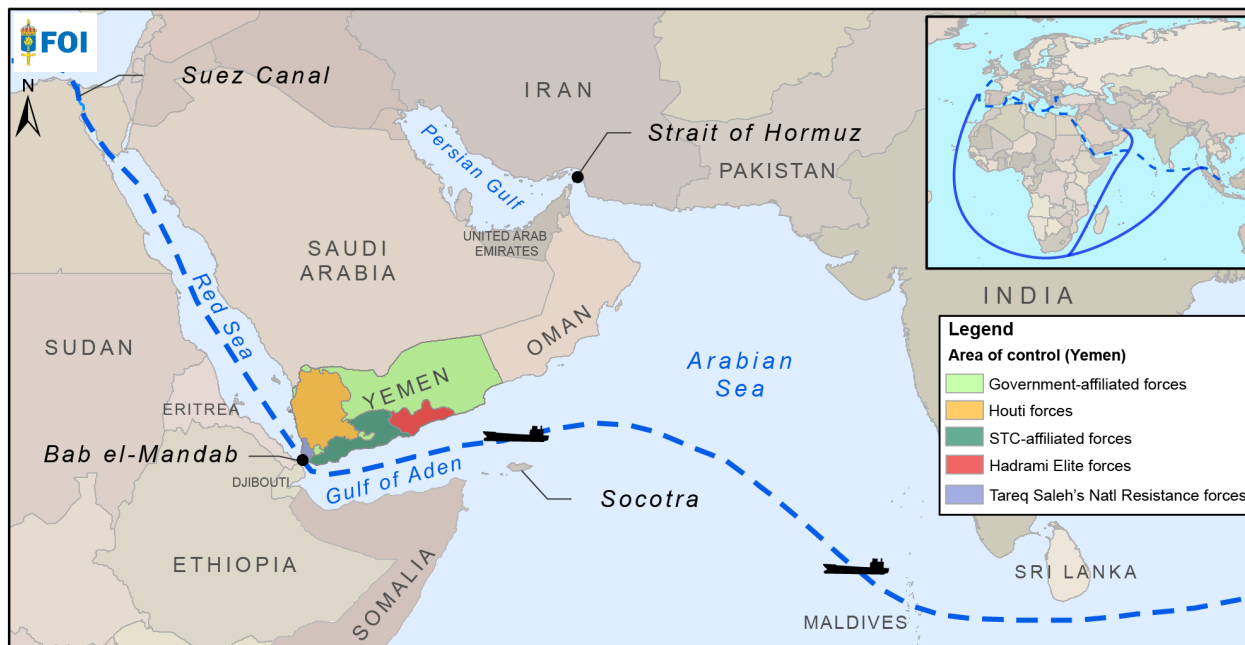 FOI
N
Suez Canal
IRAN
Strait of Hormuz
Persian Gulf
PAKISTAN
UNITED ARAB
EMIRATES
SAUDI
ARABIA
INDIA
Red Sea
OMAN
SUDAN
Arabian
Sea
YEMEN
ERITREA
Bab el-Mandab
DJIBOUTI
Gulf of Aden
Socotra
ETHIOPIA
SOMALIA
SRI LANKA
MALDIVES
Legend
Area of control (Yemen)
Government-affiliated forces
Houti forces
STC-affiliated forces
Hadrami Elite forces
Tareq Saleh's Natl Resistance forces